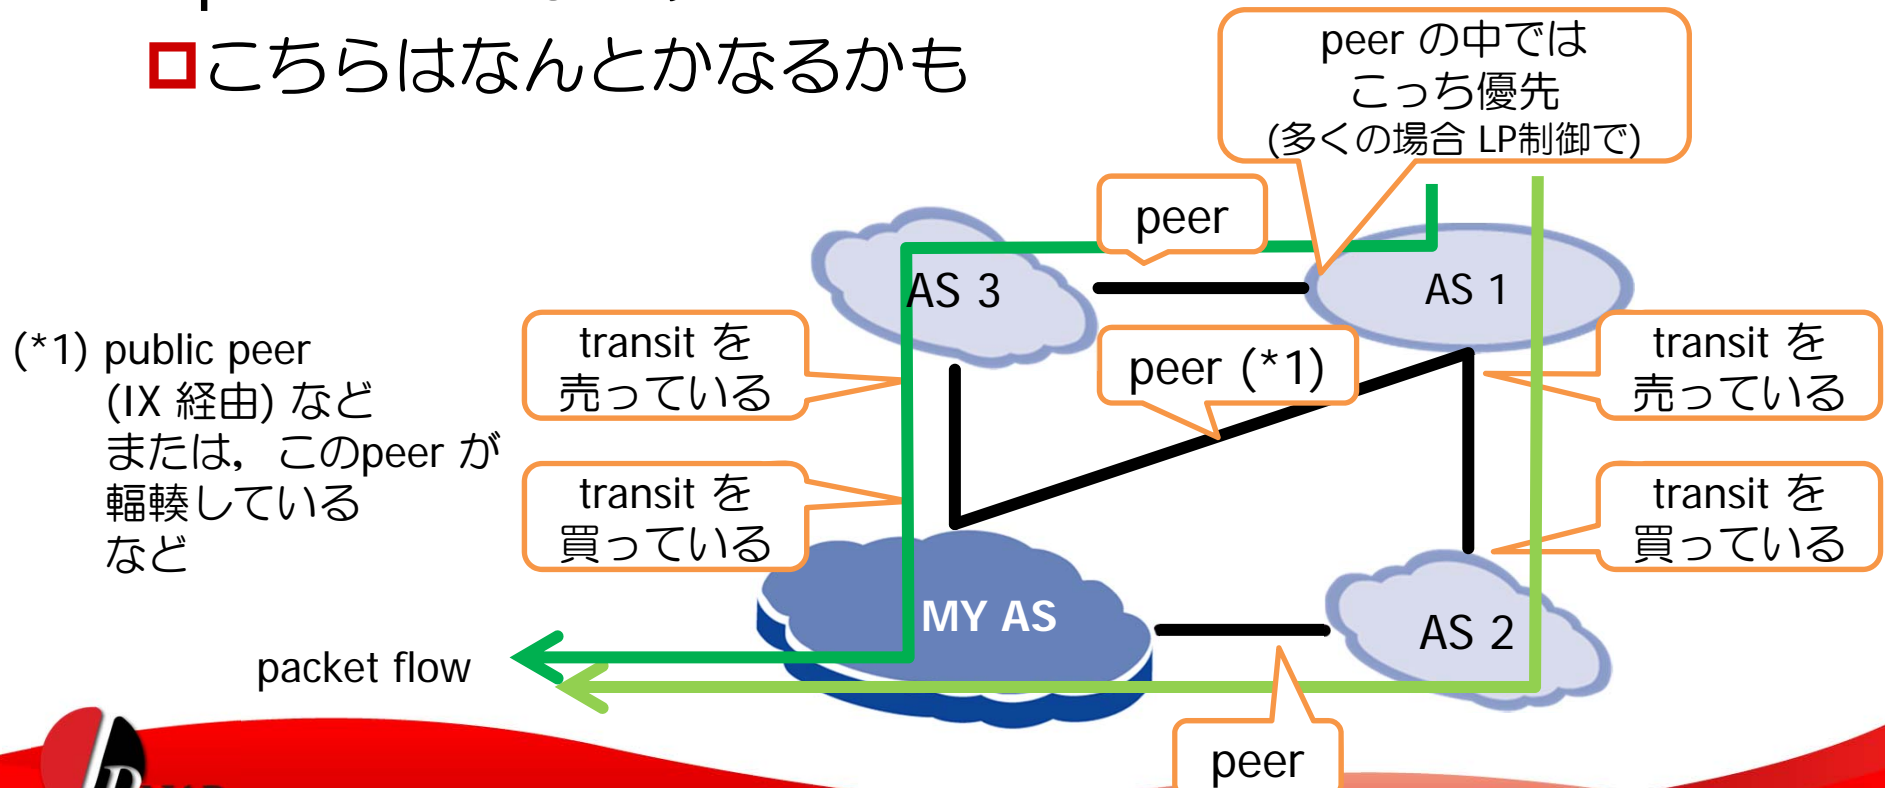 こちらはなんとかなるかも
peer の中では
こっち優先
(多くの場合 LP制御で)
peer
AS 3
AS 1
(*1) public peer
(IX 経由) など
または，このpeer が
輻輳している
など
transit を
売っている
peer (*1)
transit を
売っている
transit を
買っている
transit を
買っている
MY AS
AS 2
packet flow
peer